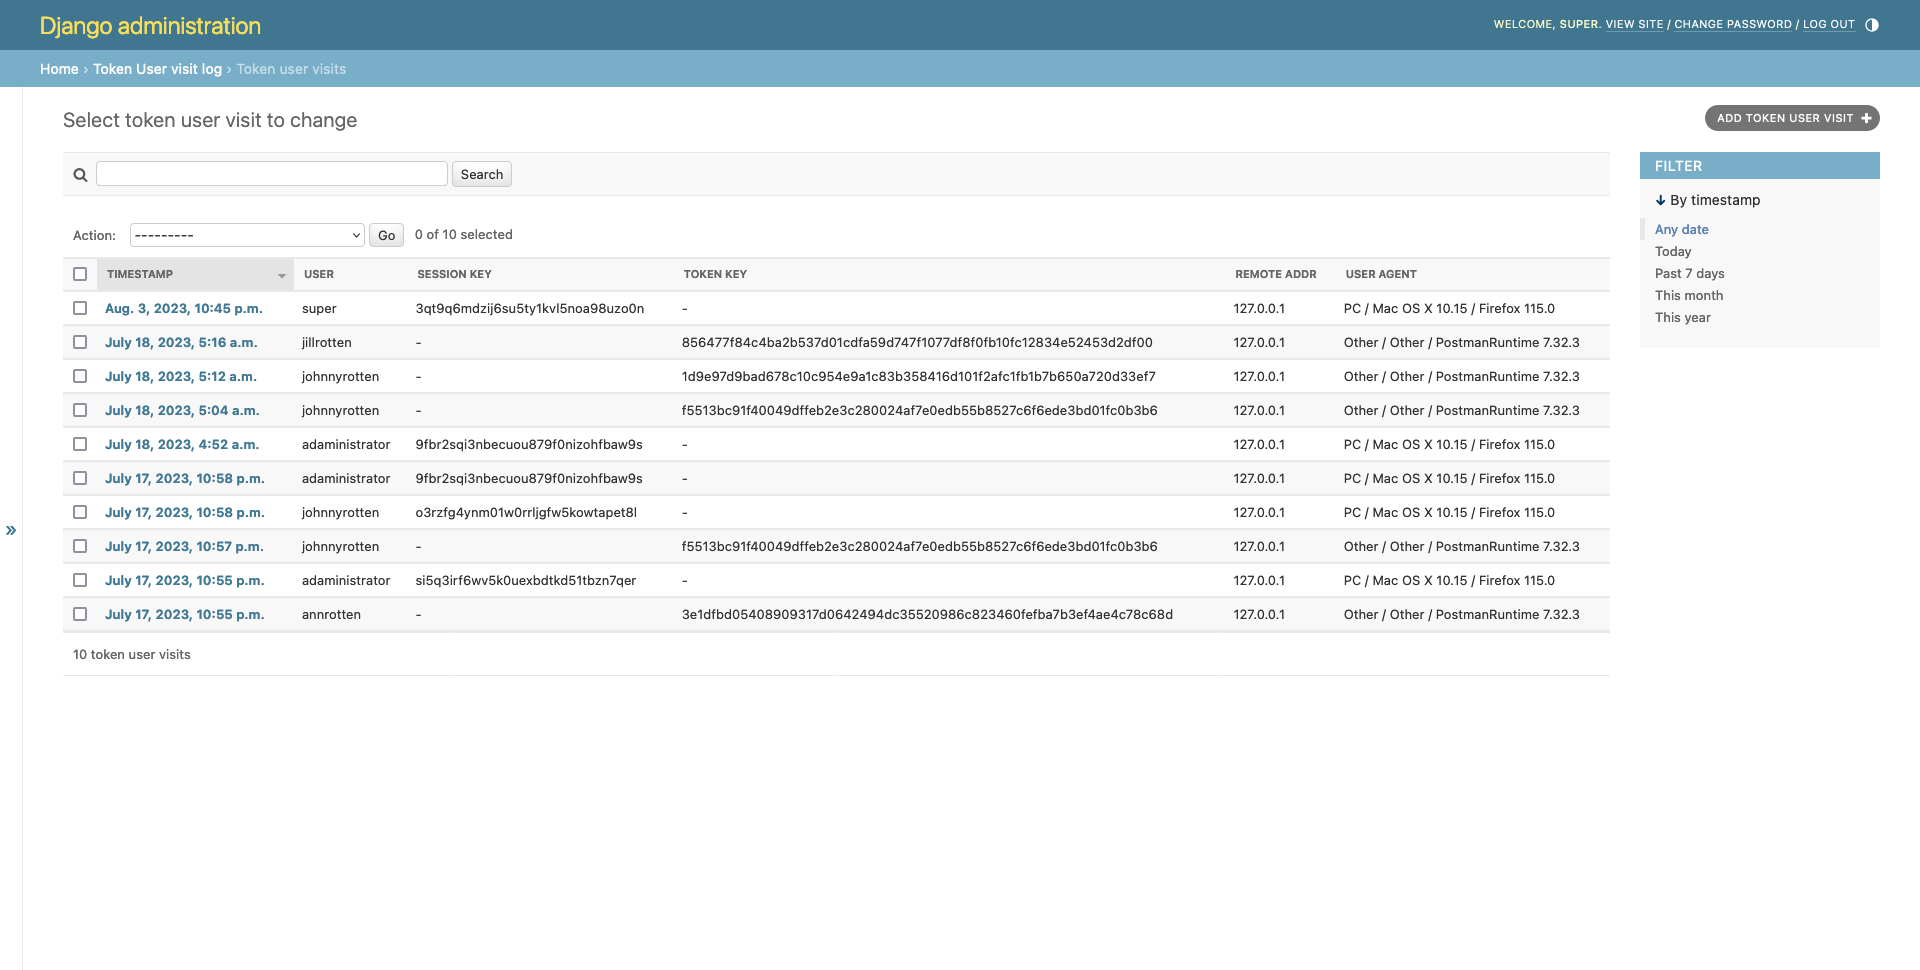 Django administration
WELCOME, SUPER. VIEW SITE / CHANGE PASSWORD / LOG OUT
Home › Token User visit log › Token user visits
Select token user visit to change
ADD TOKEN USER VISIT +
Search
Action: --------- Go 0 of 10 selected
TIMESTAMP USER SESSION KEY TOKEN KEY REMOTE ADDR USER AGENT
Aug. 3, 2023, 10:45 p.m. super 3qt9q6mdzij6su5ty1kvl5noa98uzo0n - 127.0.0.1 PC / Mac OS X 10.15 / Firefox 115.0
July 18, 2023, 5:16 a.m. jillrotten - 856477f84c4ba2b537d01cdfa59d747f1077df8f0fb10fc12834e52453d2df00 127.0.0.1 Other / Other / PostmanRuntime 7.32.3
July 18, 2023, 5:12 a.m. johnnyrotten - 1d9e97d9bad678c10c954e9a1c83b358416d101f2afc1fb1b7b650a720d33ef7 127.0.0.1 Other / Other / PostmanRuntime 7.32.3
July 18, 2023, 5:04 a.m. johnnyrotten - f5513bc91f40049dffeb2e3c280024af7e0edb55b8527c6f6ede3bd01fc0b3b6 127.0.0.1 Other / Other / PostmanRuntime 7.32.3
July 18, 2023, 4:52 a.m. adaministrator 9fbr2sqi3nbecuou879f0nizohfbaw9s - 127.0.0.1 PC / Mac OS X 10.15 / Firefox 115.0
July 17, 2023, 10:58 p.m. adaministrator 9fbr2sqi3nbecuou879f0nizohfbaw9s - 127.0.0.1 PC / Mac OS X 10.15 / Firefox 115.0
July 17, 2023, 10:58 p.m. johnnyrotten o3rzfg4ynm01w0rrljgfw5kowtapet8l - 127.0.0.1 PC / Mac OS X 10.15 / Firefox 115.0
July 17, 2023, 10:57 p.m. johnnyrotten - f5513bc91f40049dffeb2e3c280024af7e0edb55b8527c6f6ede3bd01fc0b3b6 127.0.0.1 Other / Other / PostmanRuntime 7.32.3
July 17, 2023, 10:55 p.m. adaministrator si5q3irf6wv5k0uexbdtkd51tbzn7qer - 127.0.0.1 PC / Mac OS X 10.15 / Firefox 115.0
July 17, 2023, 10:55 p.m. annrotten - 3e1dfbd05408909317d0642494dc35520986c823460fefba7b3ef4ae4c78c68d 127.0.0.1 Other / Other / PostmanRuntime 7.32.3
10 token user visits
FILTER
↓ By timestamp
Any date
Today
Past 7 days
This month
This year
»